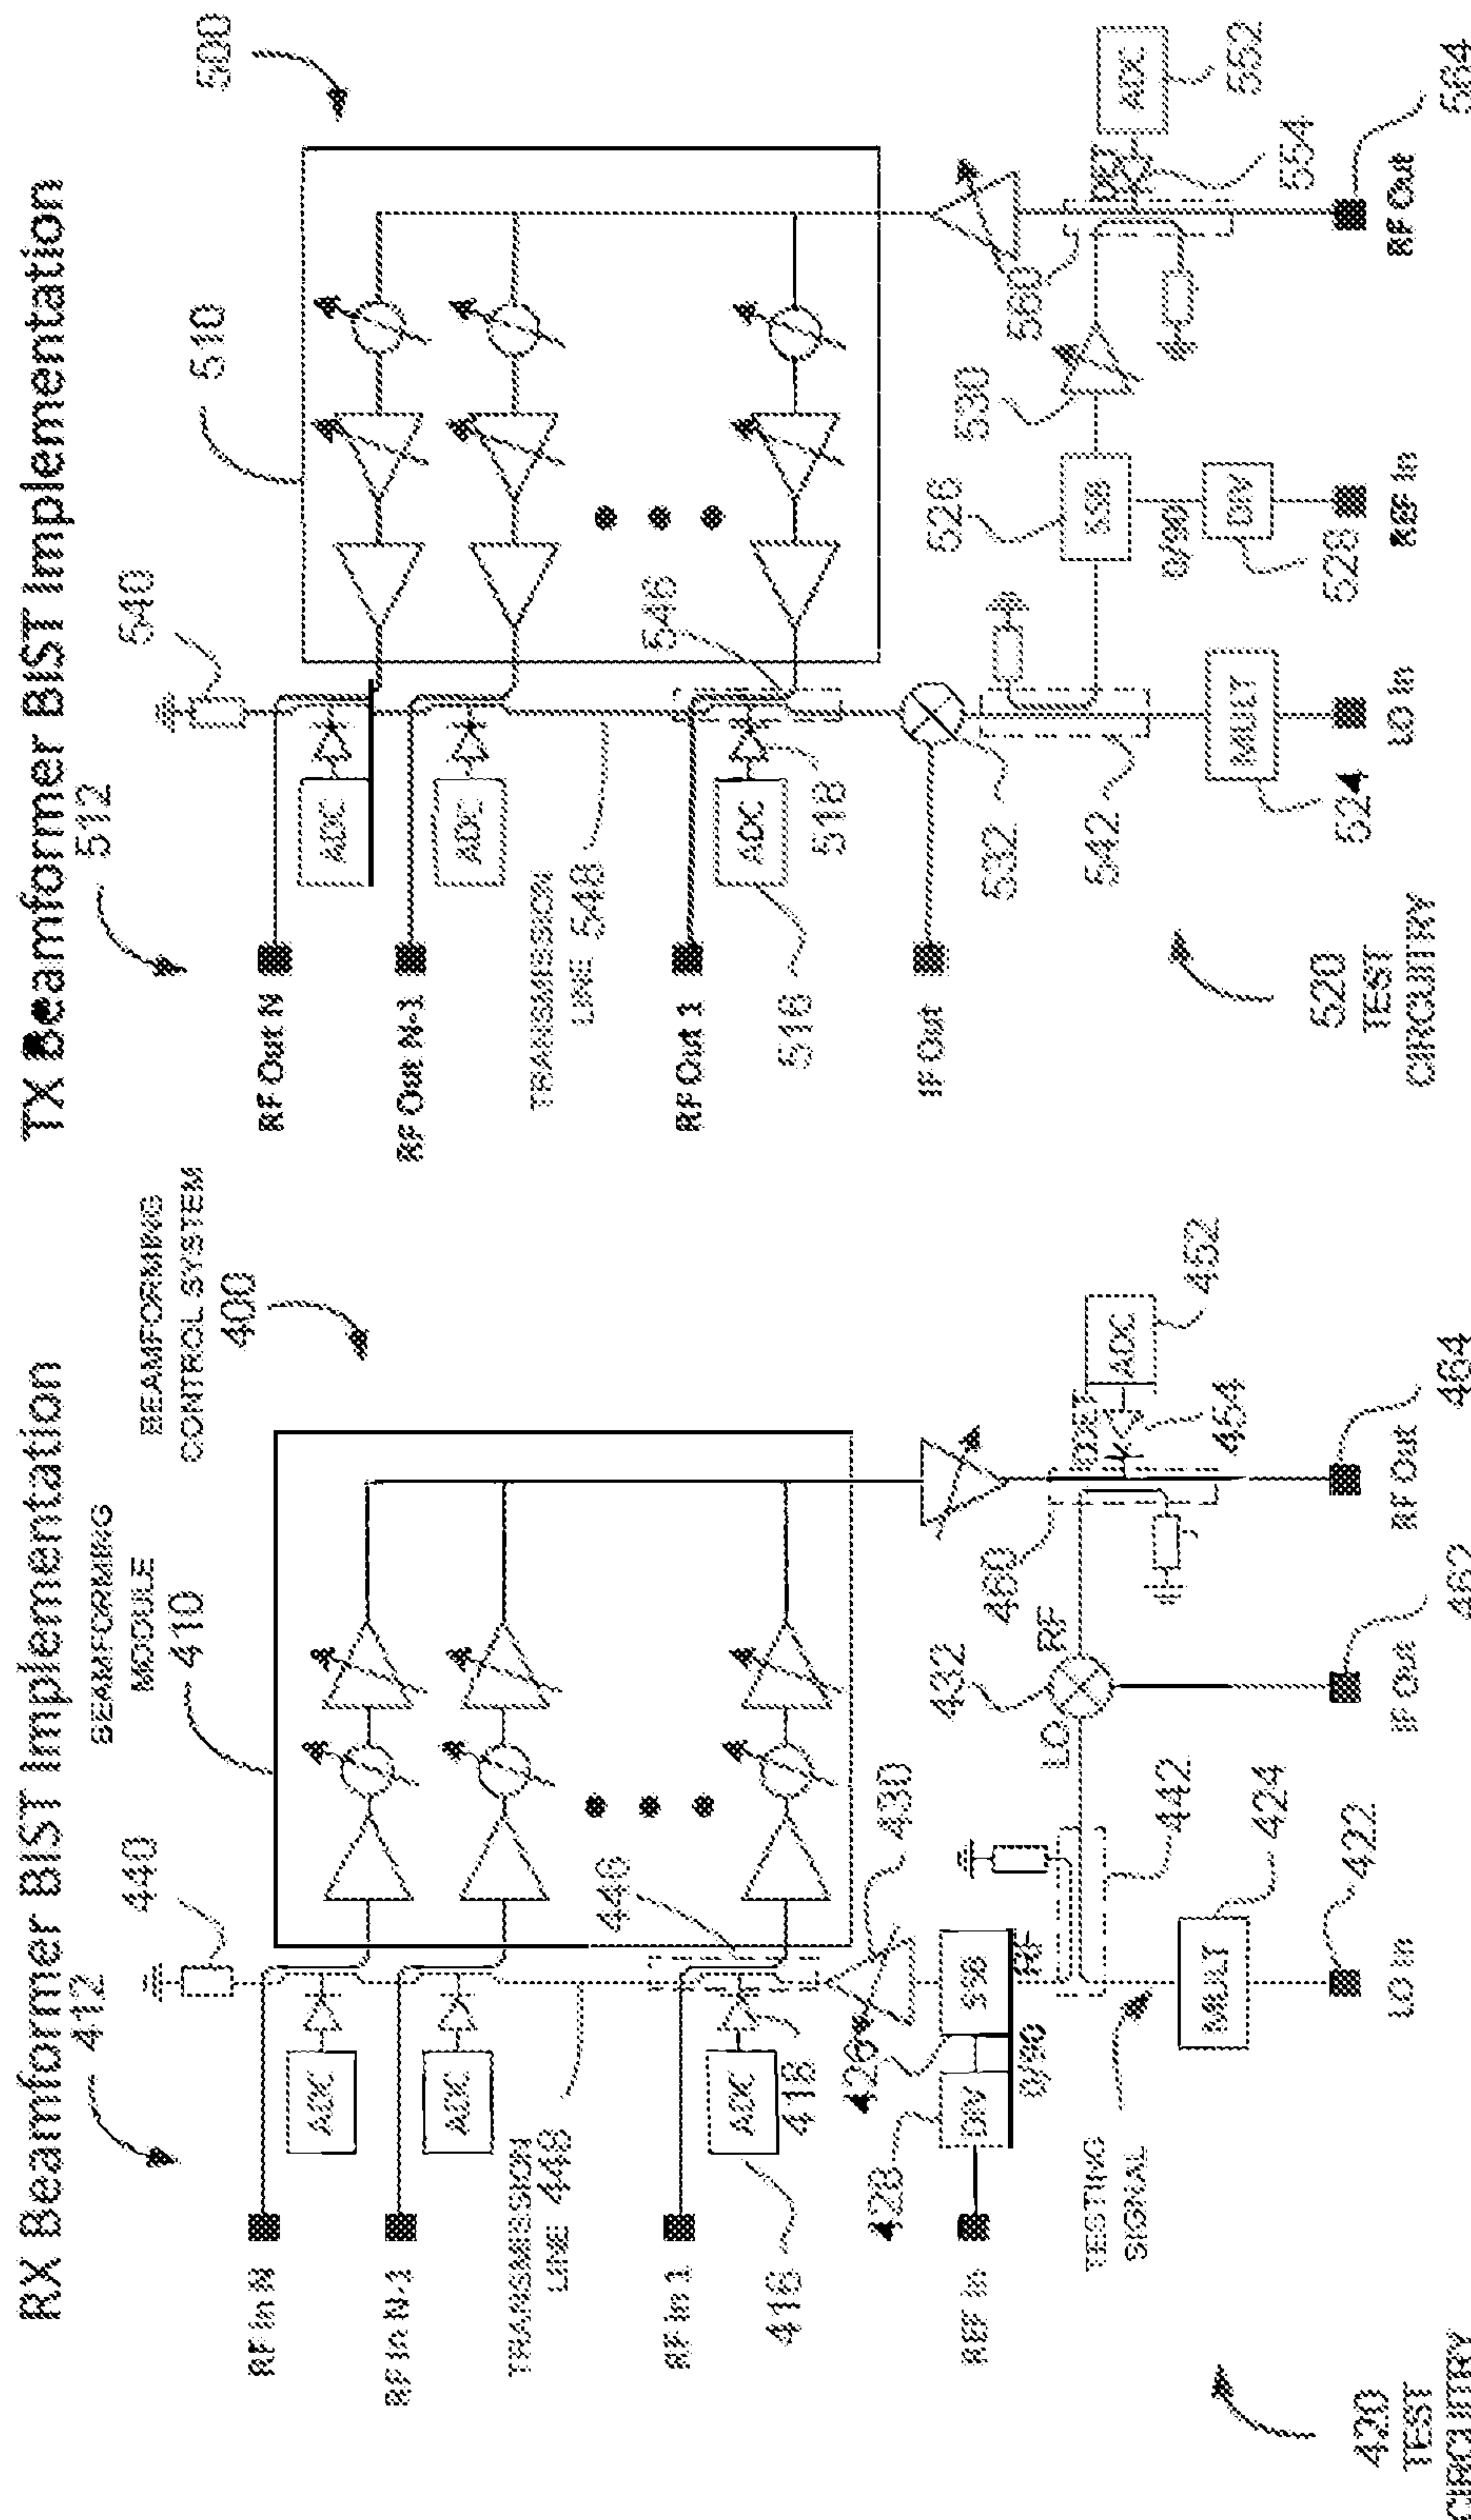 RX Beamformer BIST Implementation
412
440
BEAMFORMING
MODULE
410
BEAMFORMING
CONTROL SYSTEM
400
RF In N
ADC
RF In N-1
ADC
TRANSMISSION
LINE 448
446
RF In 1
ADC
416
418
430
426
428
DIV
SSB
RF
0/90
REF In
TESTING
SIGNAL
LO
432
RF
460
DET
ADC
452
454
442
MULT
424
422
LO In
462
IF Out
464
RF Out
420
TEST
CIRCUITRY
TX Beamformer BIST Implementation
512
540
510
500
RF Out N
ADC
RF Out N-1
ADC
TRANSMISSION
LINE 548
546
RF Out 1
ADC
516
518
IF Out
532
542
526
SSB
530
560
DET
ADC
552
554
0/90
MULT
524
DIV
528
LO In
REF In
RF Out
564
520
TEST
CIRCUITRY